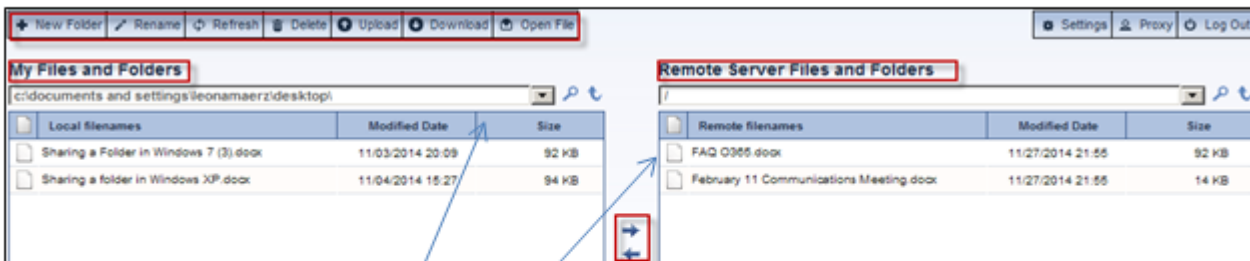 New Folder Rename Refresh Delete Upload Download Open File Settings Proxy Log Out
My Files and Folders
c:\documents and settings\leonamaerz\desktop\
Local filenames Modified Date Size
Sharing a Folder in Windows 7 (3).docx 11/03/2014 20:09 92 KB
Sharing a folder in Windows XP.docx 11/04/2014 15:27 94 KB
Remote Server Files and Folders
/
Remote filenames Modified Date Size
FAQ O365.docx 11/27/2014 21:55 92 KB
February 11 Communications Meeting.docx 11/27/2014 21:55 14 KB